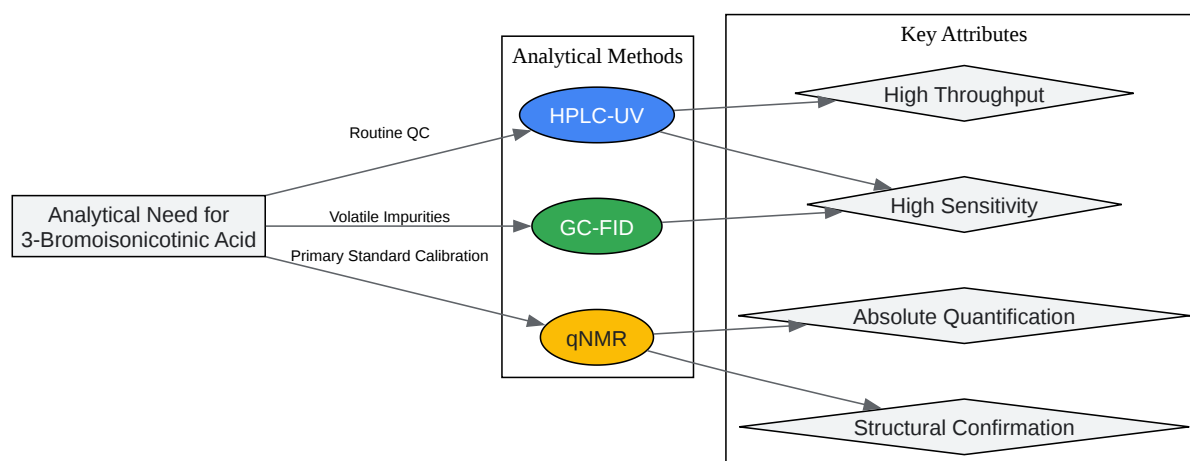 Analytical Methods
Key Attributes
HPLC-UV
High Throughput
Routine QC
Analytical Need for
3-Bromoisonicotinic Acid
Volatile Impurities
GC-FID
High Sensitivity
Primary Standard Calibration
qNMR
Absolute Quantification
Structural Confirmation